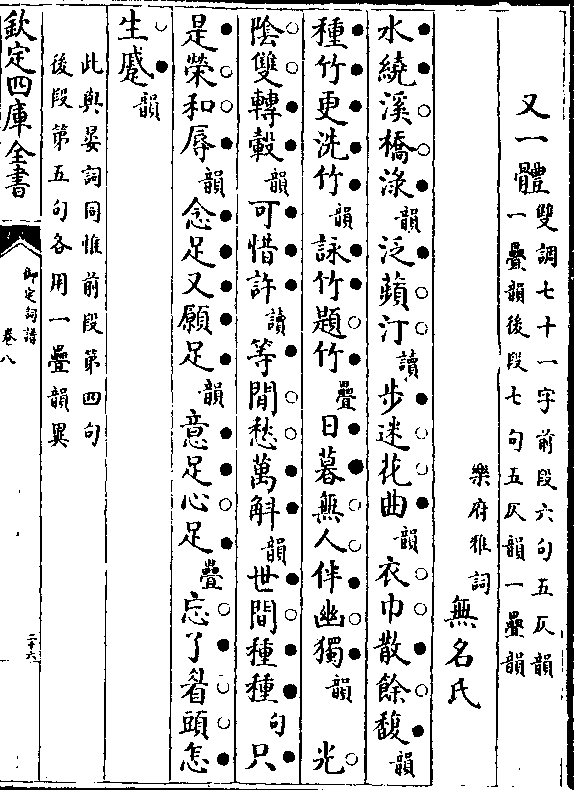 又一體雙調七十一字前段六句五仄韻
一疊韻後段七句五仄韻一疊韻
樂府雅詞 無名氏
水繞溪橋淥韻泛蘋汀讀步迷花曲韻衣巾散餘馥韻
種竹更洗竹韻詠竹題竹疊日暮無人伴幽獨韻光
陰雙轉轂韻可惜許讀等閒愁萬斛韻世間種種句只
是榮和辱韻念足又願足韻意足心足疊忘了眉頭怎
生蹙韻
此與晏詞同惟前段第四句
後段第五句各用一疊韻異
欽定四庫全書
御定詞譜
卷八
二十六